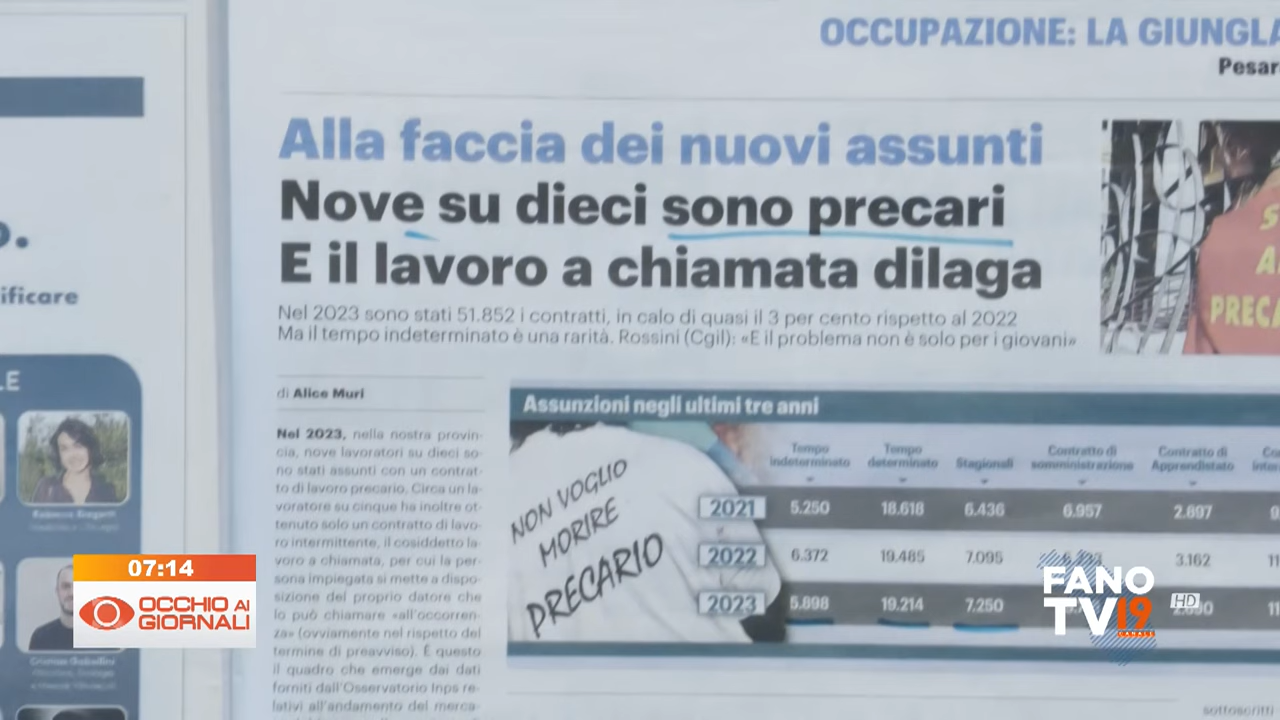 OCCUPAZIONE: LA GIUNGLA
Pesar
Alla faccia dei nuovi assunti
Nove su dieci sono precari
E il lavoro a chiamata dilaga
Nel 2023 sono stati 51.852 i contratti, in calo di quasi il 3 per cento rispetto al 2022
Ma il tempo indeterminato è una rarità. Rossini (Cgil): «E il problema non è solo per i giovani»
PRECA
ificare
LE
di Alice Muri
Nel 2023, nella nostra provin-
cia, nove lavoratori su dieci so-
no stati assunti con un contrat-
to di lavoro precario. Circa un la-
voratore su cinque ha inoltre ot-
tenuto solo un contratto di lavo-
ro intermittente, il cosiddetto la-
voro a chiamata, per cui la per-
sona impiegata si mette a dispo-
sizione del proprio datore che
lo può chiamare «all'occorren-
za» (ovviamente nel rispetto del
termine di preavviso). È questo
il quadro che emerge dai dati
forniti dall'Osservatorio Inps re-
lativi all'andamento del merca-
Assunzioni negli ultimi tre anni
NON VOGLIO
MORIRE
PRECARIO
Tempo indeterminato Tempo determinato Stagionali Contratto di somministrazione Contratto di Apprendistato
2021 5.250 18.618 6.436 6.957 2.897
2022 6.372 19.485 7.095 3.162
2023 5.898 19.214 7.250
sottoscritti
07:14
OCCHIO AI
GIORNALI
FANO
TV19
CANALE
HD